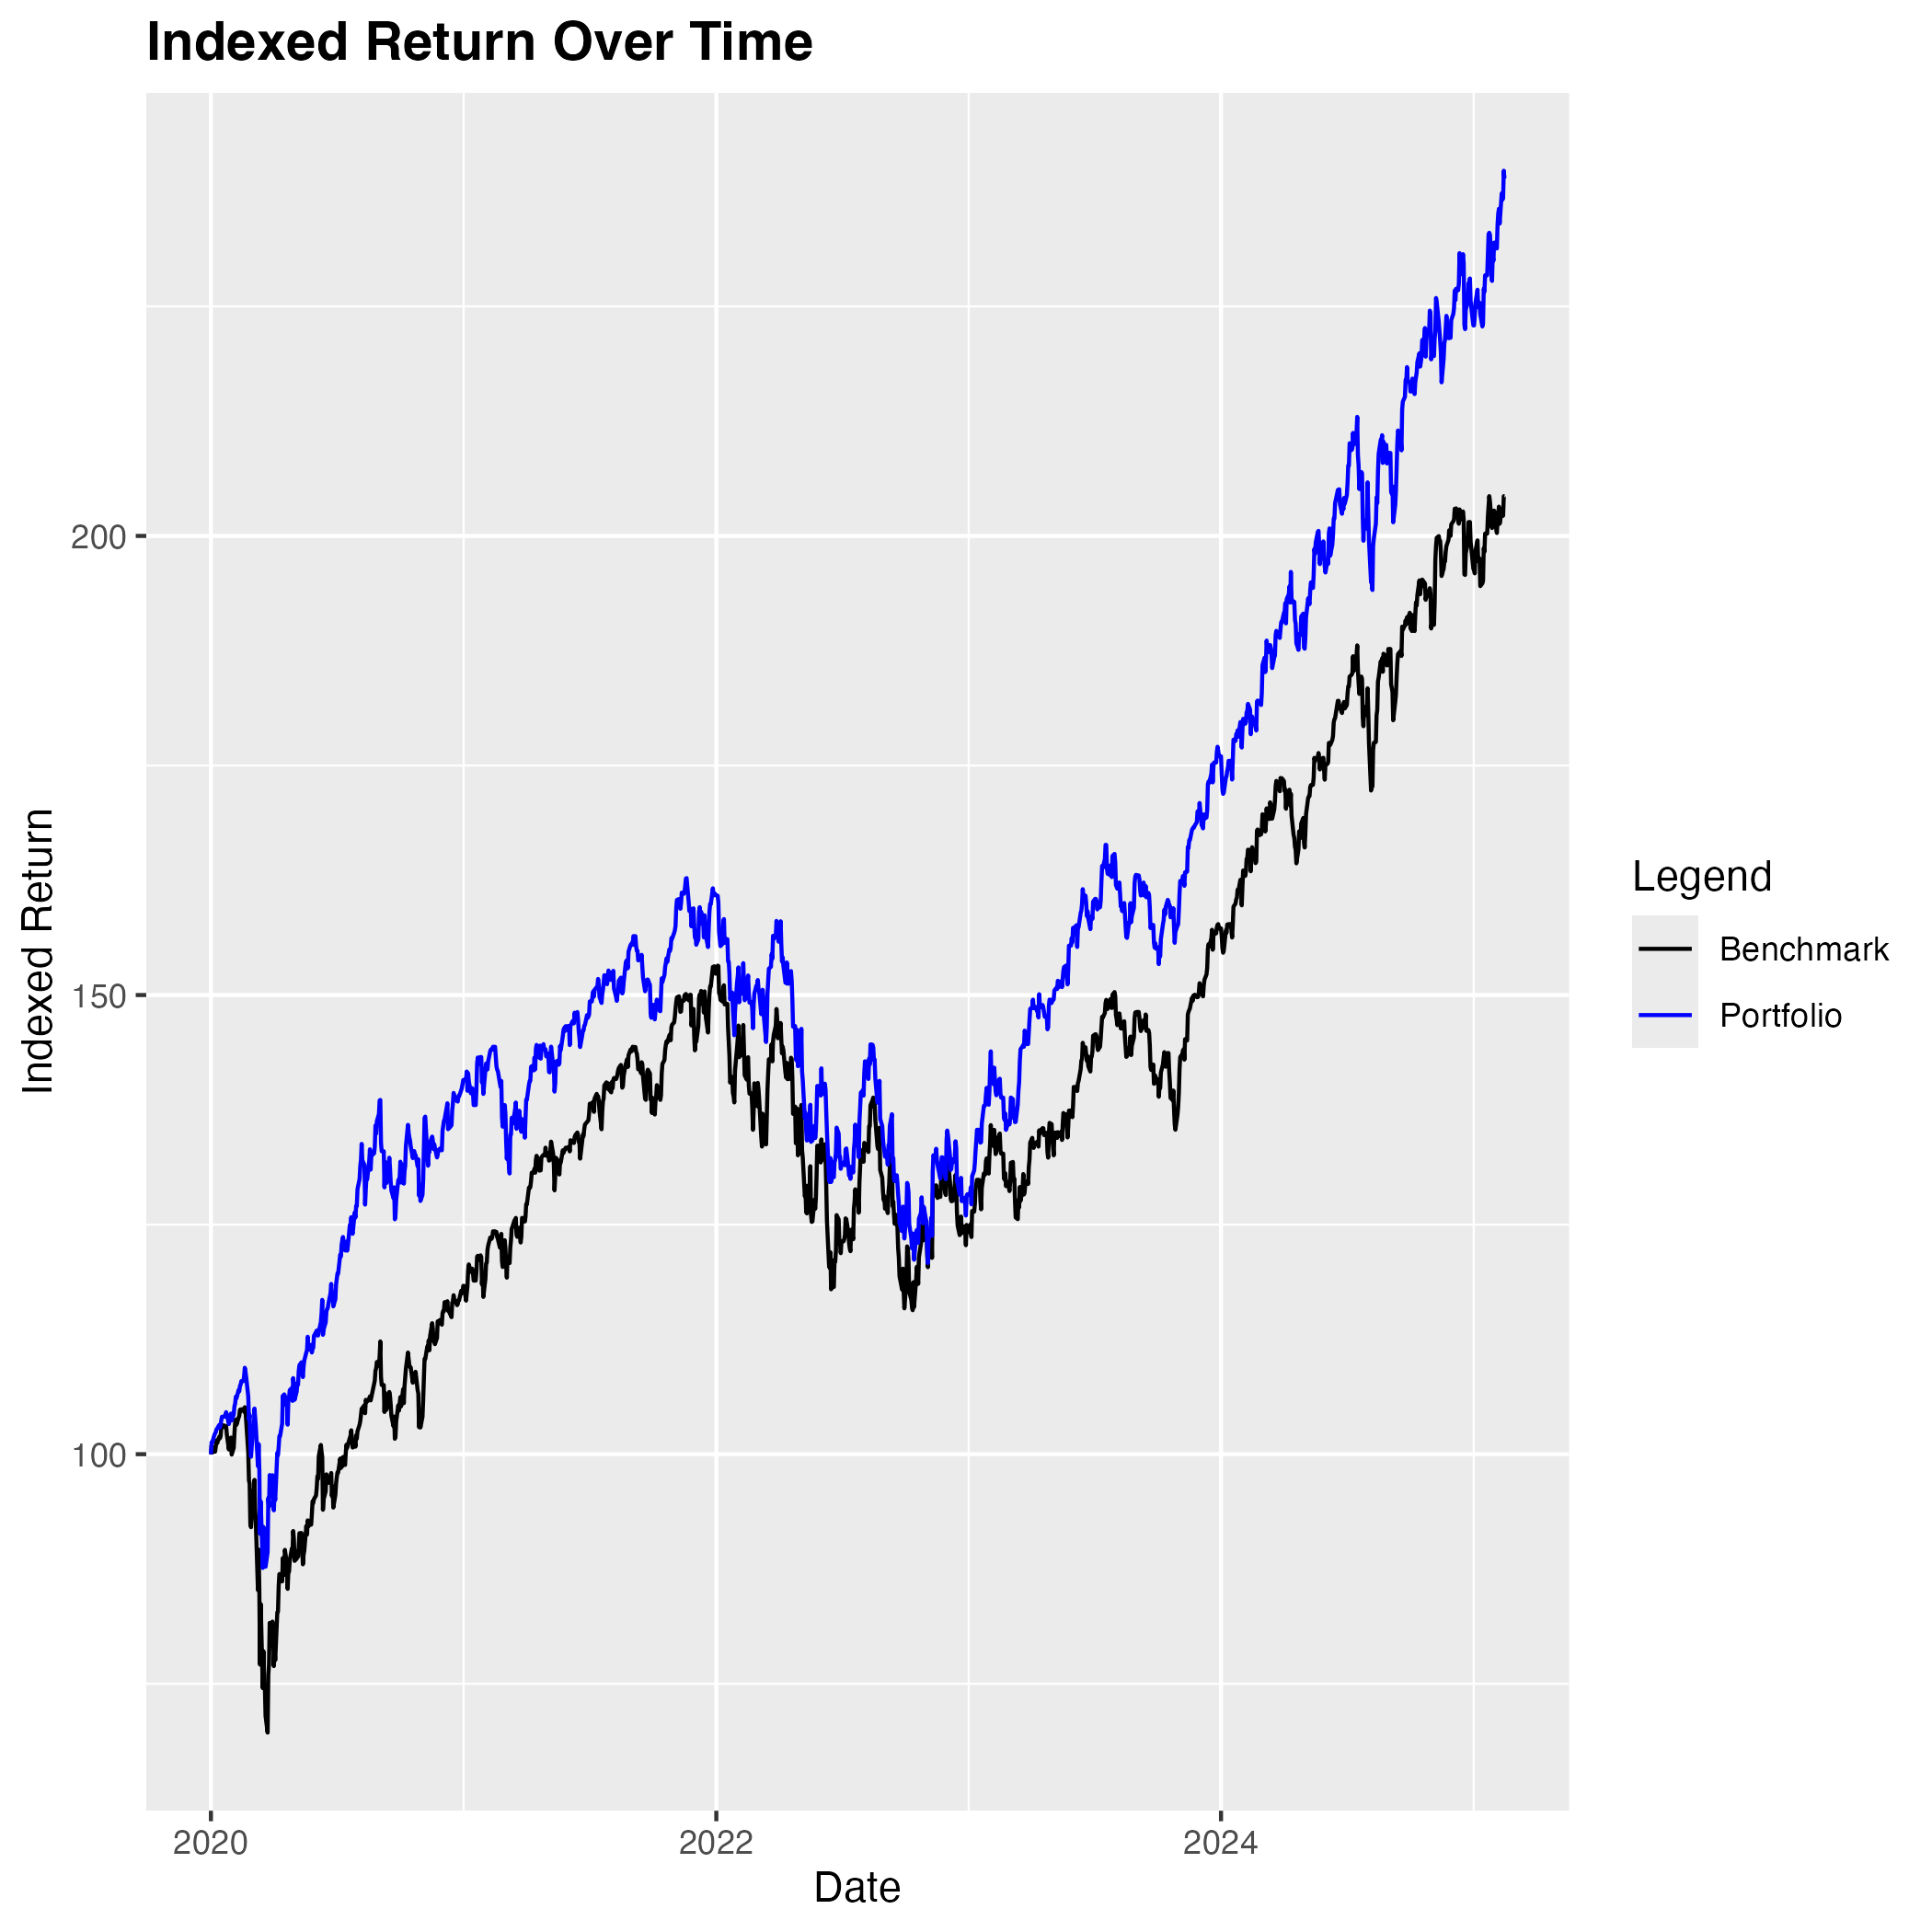 Indexed Return Over Time
Indexed Return
200
150
100
2020
2022
2024
Date
Legend
Benchmark
Portfolio